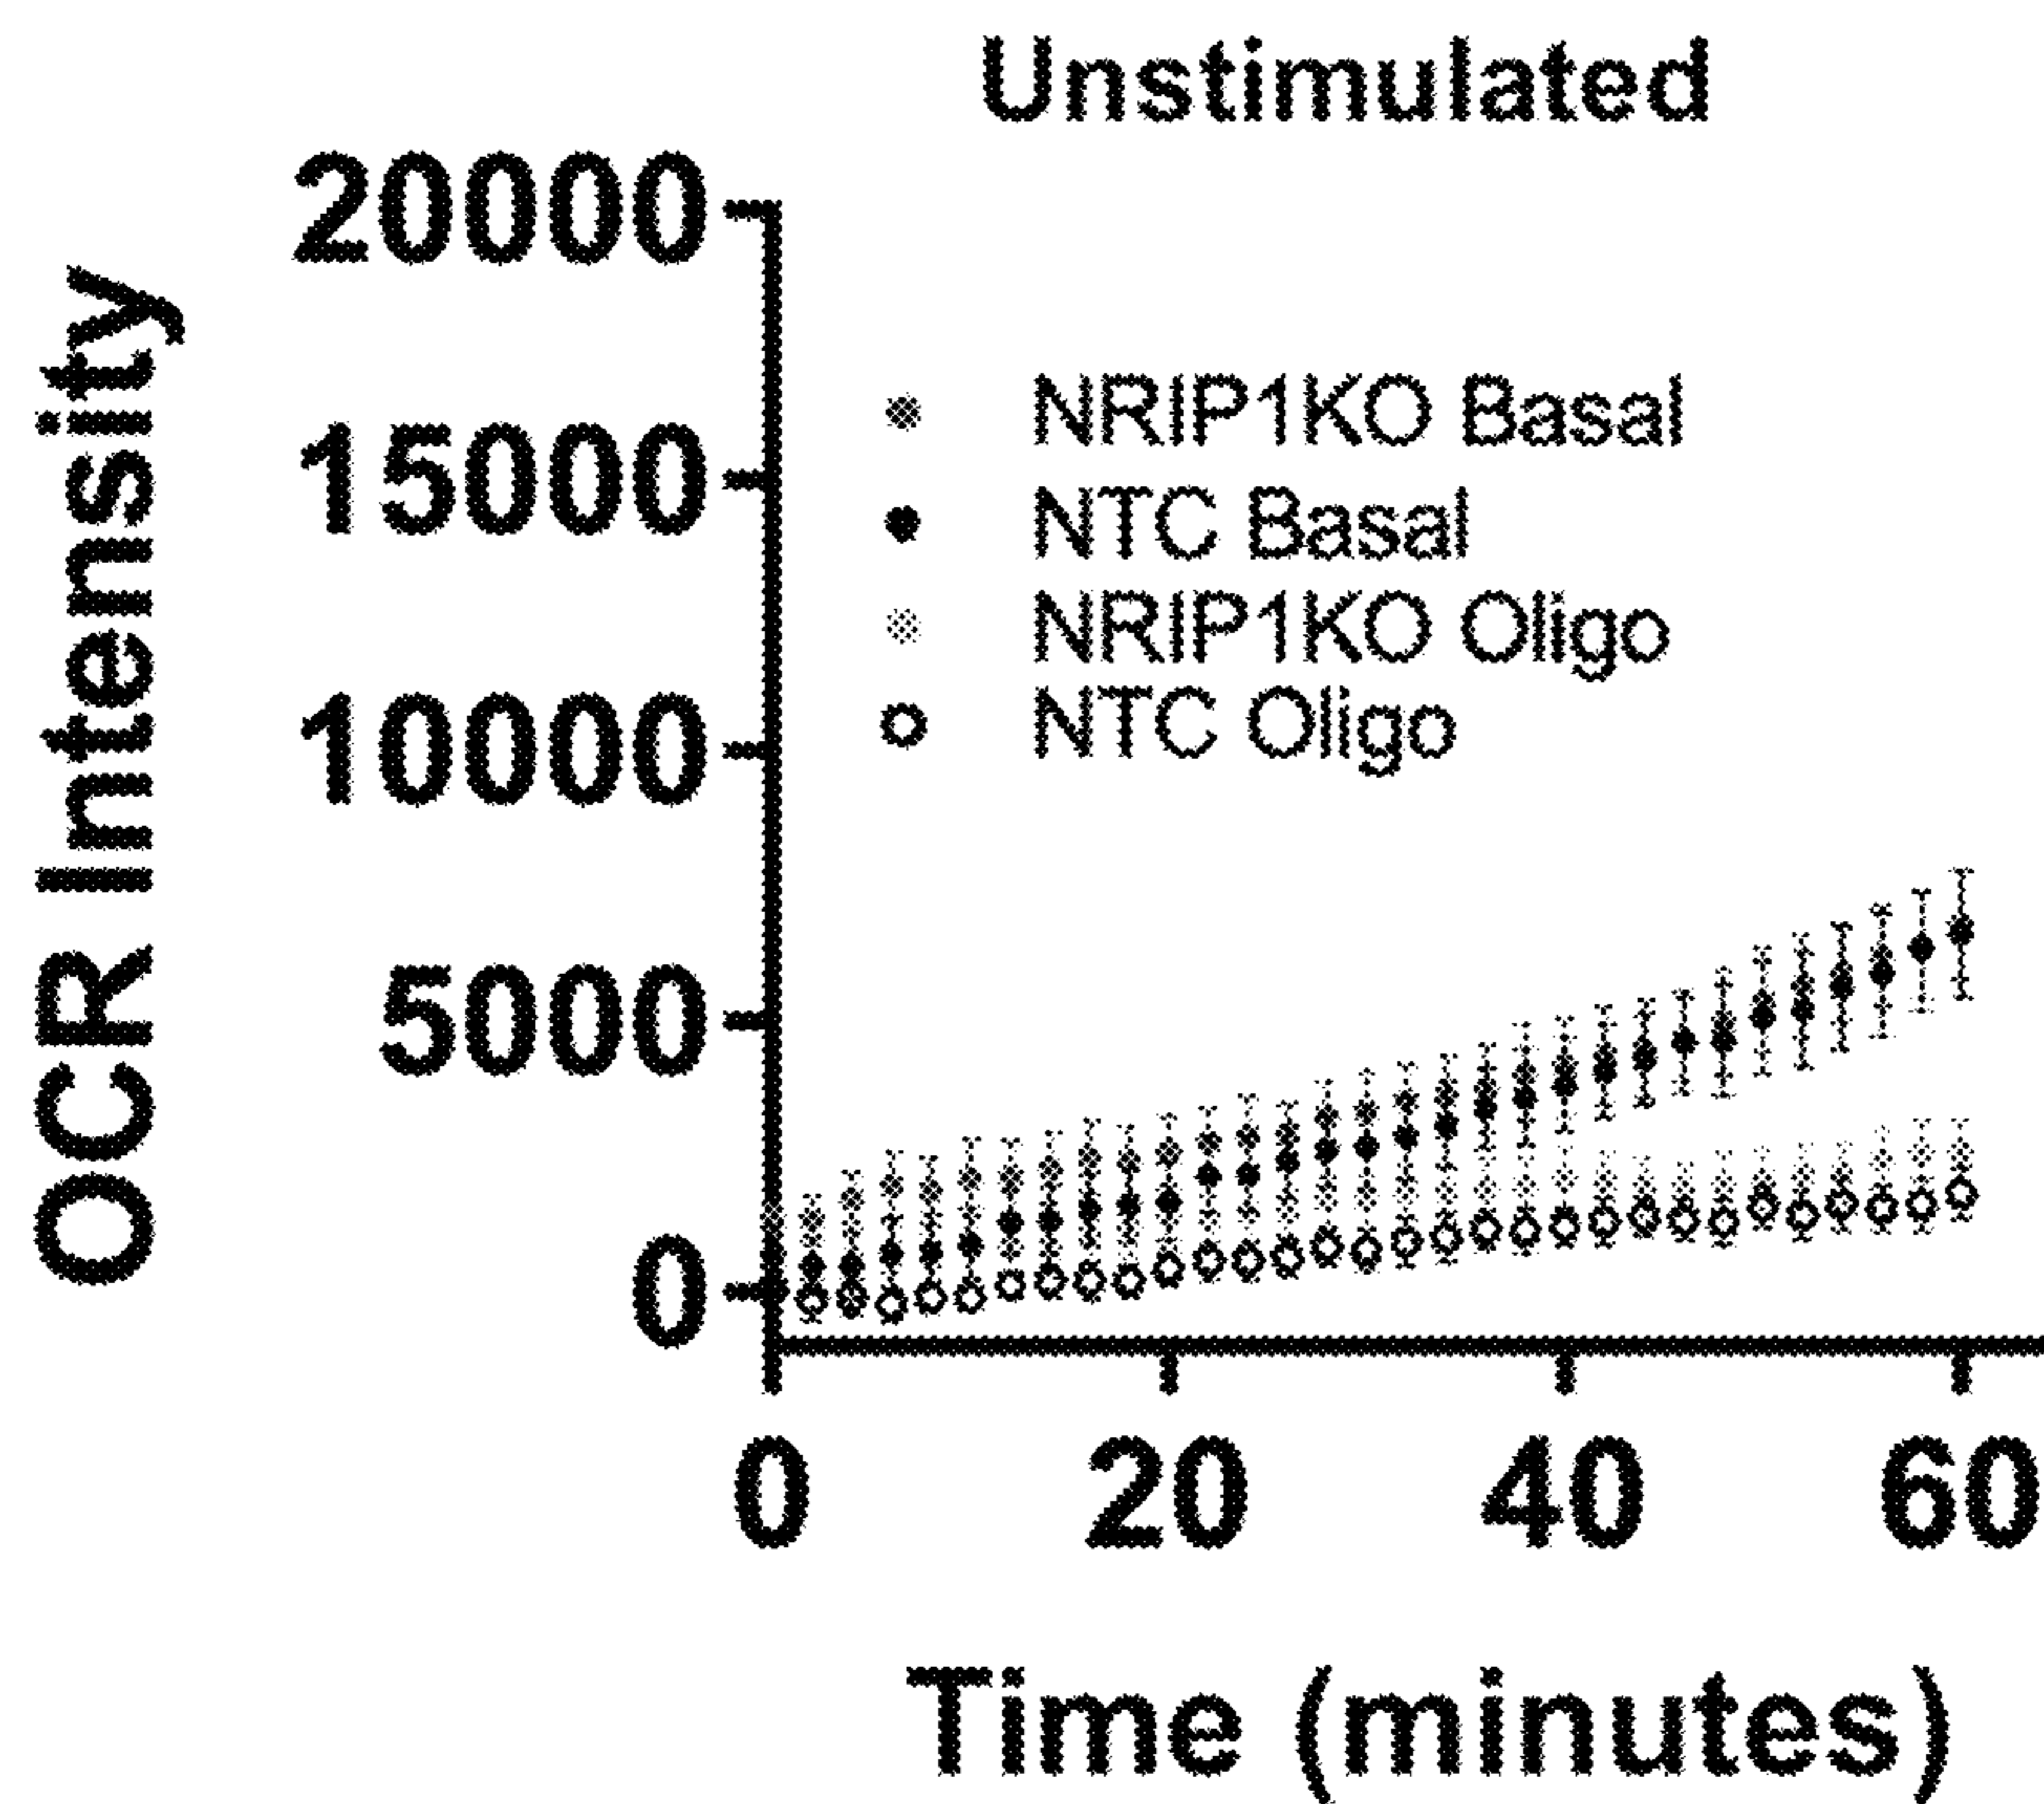 Unstimulated
OCR Intensity
20000
15000
10000
5000
0
NRIP1KO Basal
NTC Basal
NRIP1KO Oligo
NTC Oligo
0 20 40 60
Time (minutes)